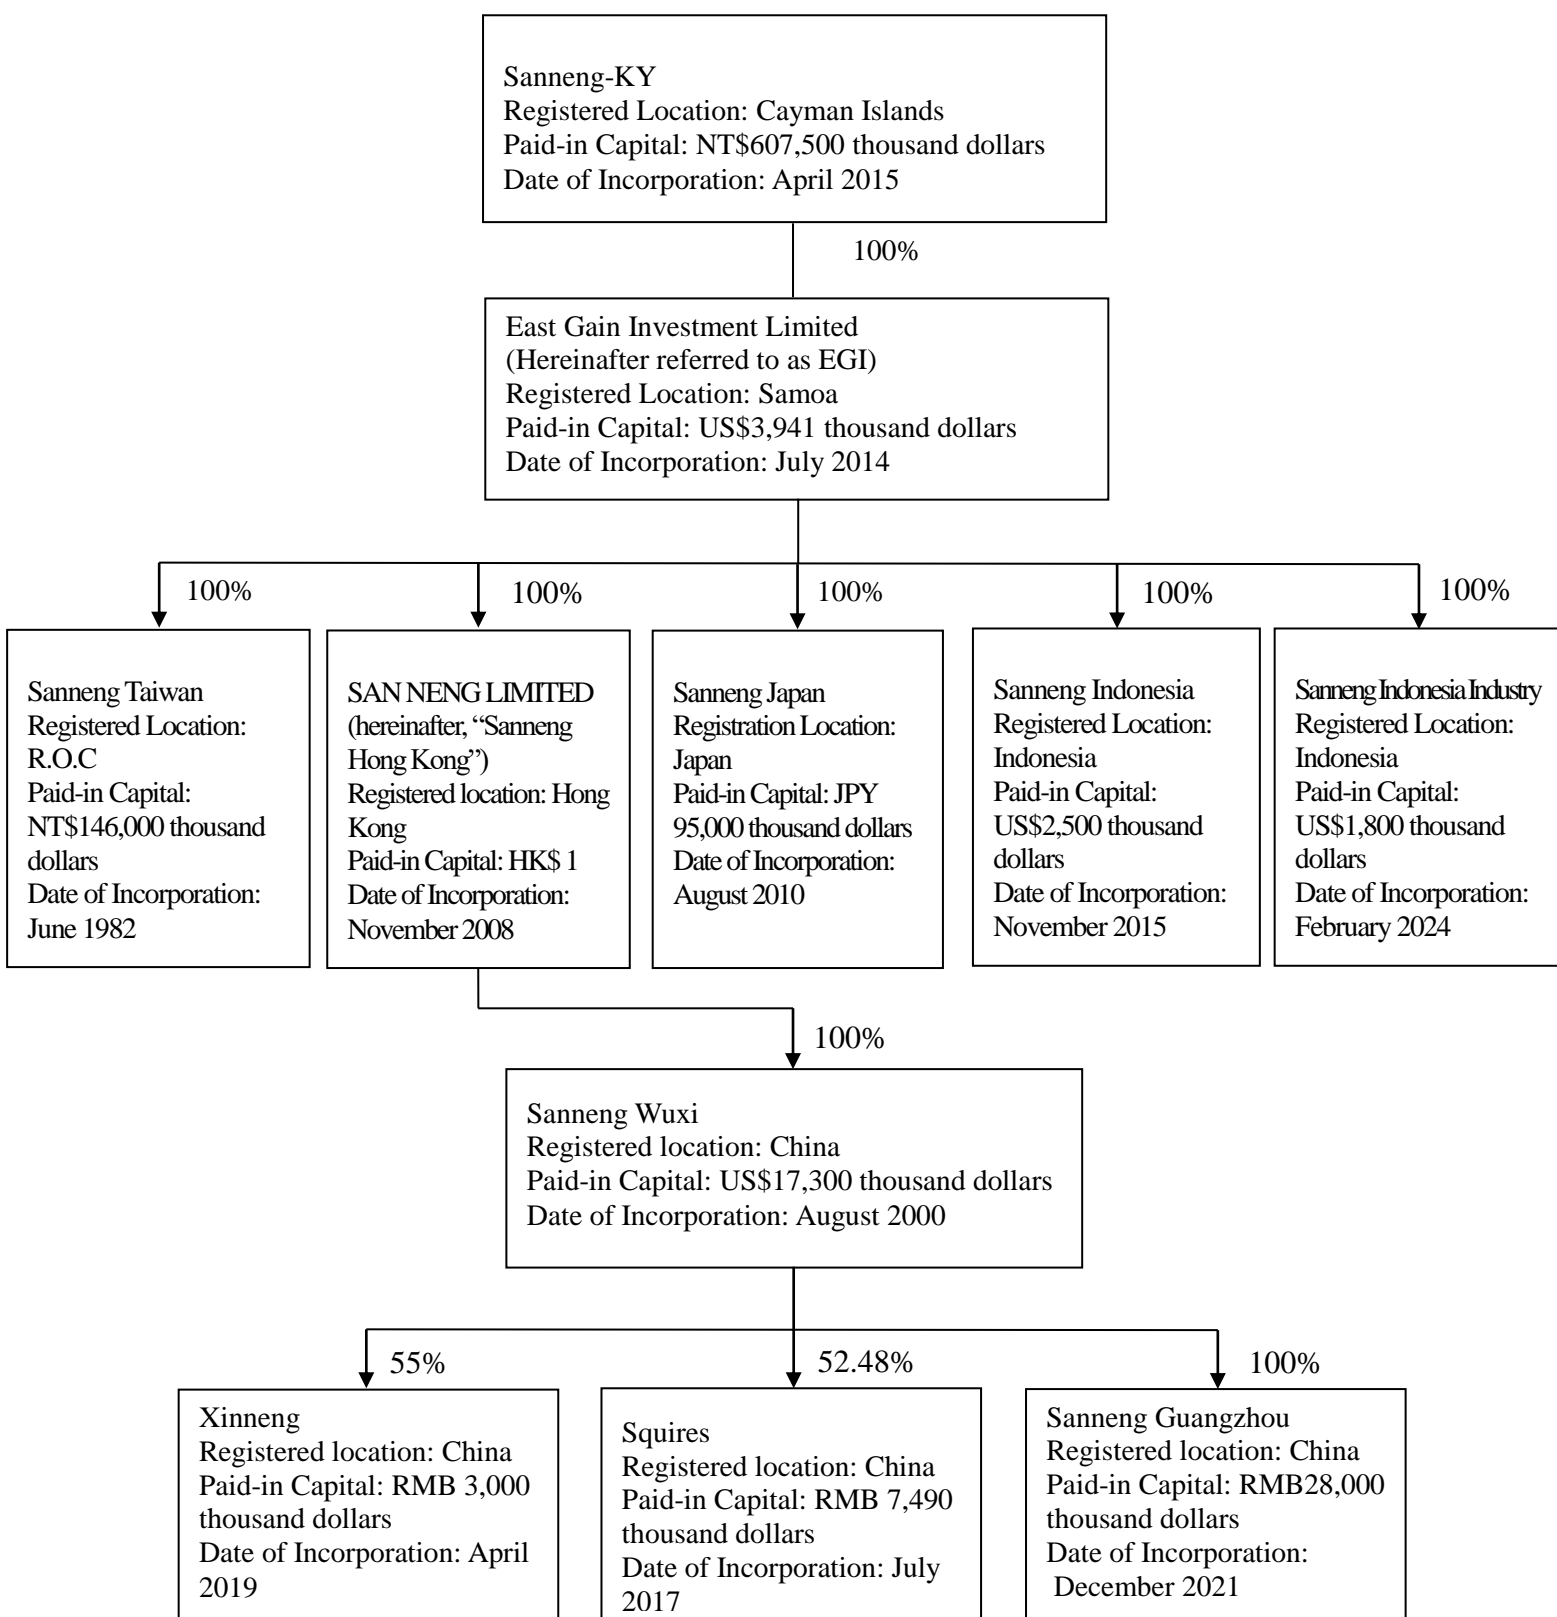 Sanneng-KY
Registered Location: Cayman Islands
Paid-in Capital: NT$607,500 thousand dollars
Date of Incorporation: April 2015
100%
East Gain Investment Limited
(Hereinafter referred to as EGI)
Registered Location: Samoa
Paid-in Capital: US$3,941 thousand dollars
Date of Incorporation: July 2014
100%
100%
100%
100%
100%
Sanneng Taiwan
Registered Location:
R.O.C
Paid-in Capital:
NT$146,000 thousand
dollars
Date of Incorporation:
June 1982
SAN NENG LIMITED
(hereinafter, “Sanneng
Hong Kong”)
Registered location: Hong
Kong
Paid-in Capital: HK$ 1
Date of Incorporation:
November 2008
Sanneng Japan
Registration Location:
Japan
Paid-in Capital: JPY
95,000 thousand dollars
Date of Incorporation:
August 2010
Sanneng Indonesia
Registered Location:
Indonesia
Paid-in Capital:
US$2,500 thousand
dollars
Date of Incorporation:
November 2015
Sanneng Indonesia Industry
Registered Location:
Indonesia
Paid-in Capital:
US$1,800 thousand
dollars
Date of Incorporation:
February 2024
100%
Sanneng Wuxi
Registered location: China
Paid-in Capital: US$17,300 thousand dollars
Date of Incorporation: August 2000
55%
52.48%
100%
Xinneng
Registered location: China
Paid-in Capital: RMB 3,000
thousand dollars
Date of Incorporation: April
2019
Squires
Registered location: China
Paid-in Capital: RMB 7,490
thousand dollars
Date of Incorporation: July
2017
Sanneng Guangzhou
Registered location: China
Paid-in Capital: RMB28,000
thousand dollars
Date of Incorporation:
December 2021